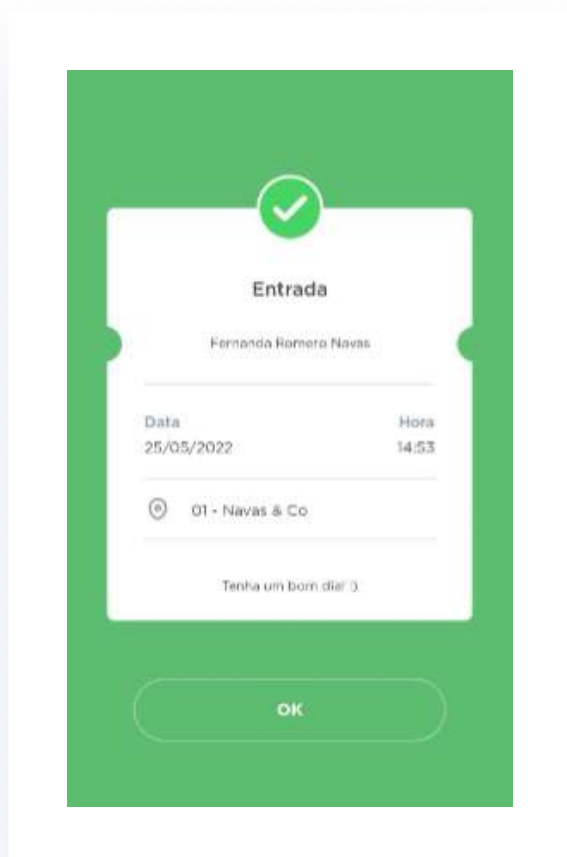 Entrada
Fernanda Romero Navas
Data Hora
25/05/2022 14:53
01 - Navas & Co
Tenha um bom dia! :)
OK